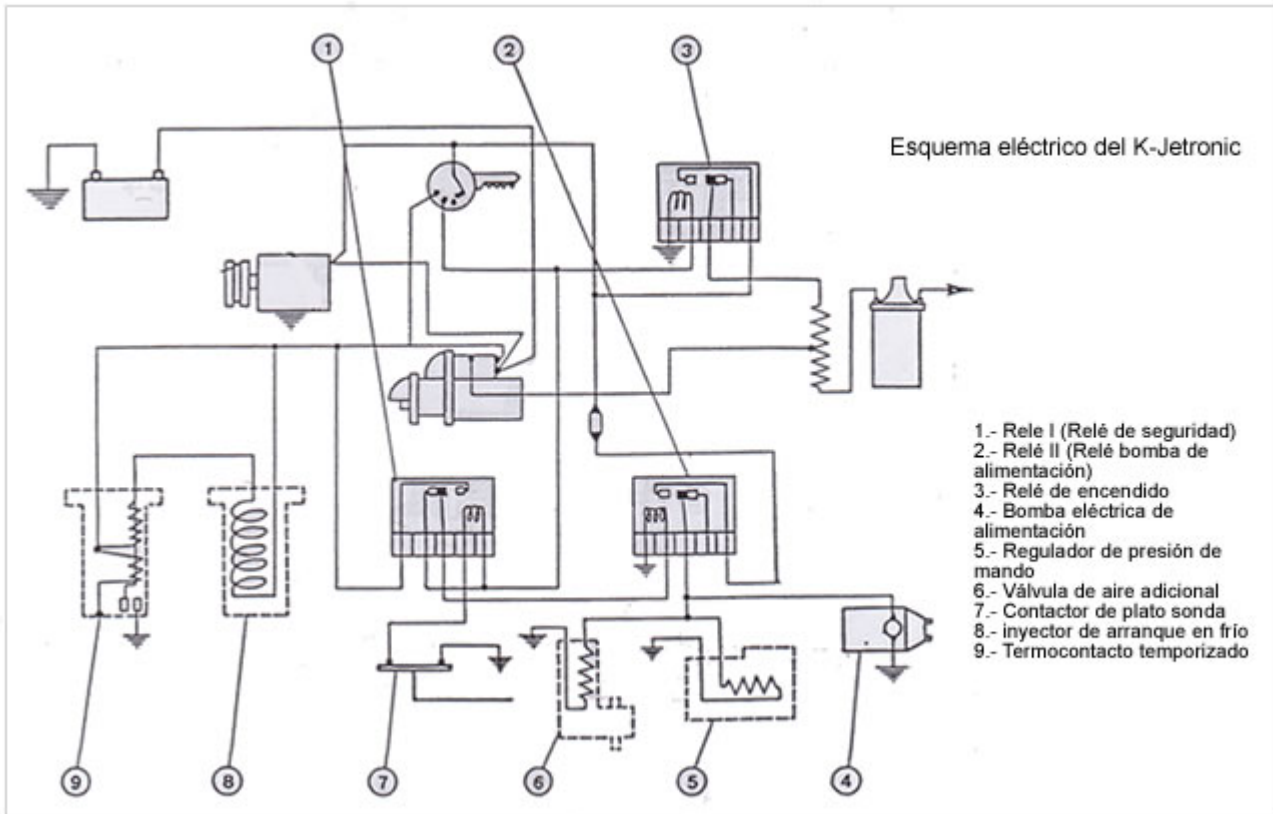 1
2
3
Esquema eléctrico del K-Jetronic
1.- Rele I (Relé de seguridad)
2.- Relé II (Relé bomba de
alimentación)
3.- Relé de encendido
4.- Bomba eléctrica de
alimentación
5.- Regulador de presión de
mando
6.- Válvula de aire adicional
7.- Contactor de plato sonda
8.- inyector de arranque en frío
9.- Termocontacto temporizado
9
8
7
6
5
4